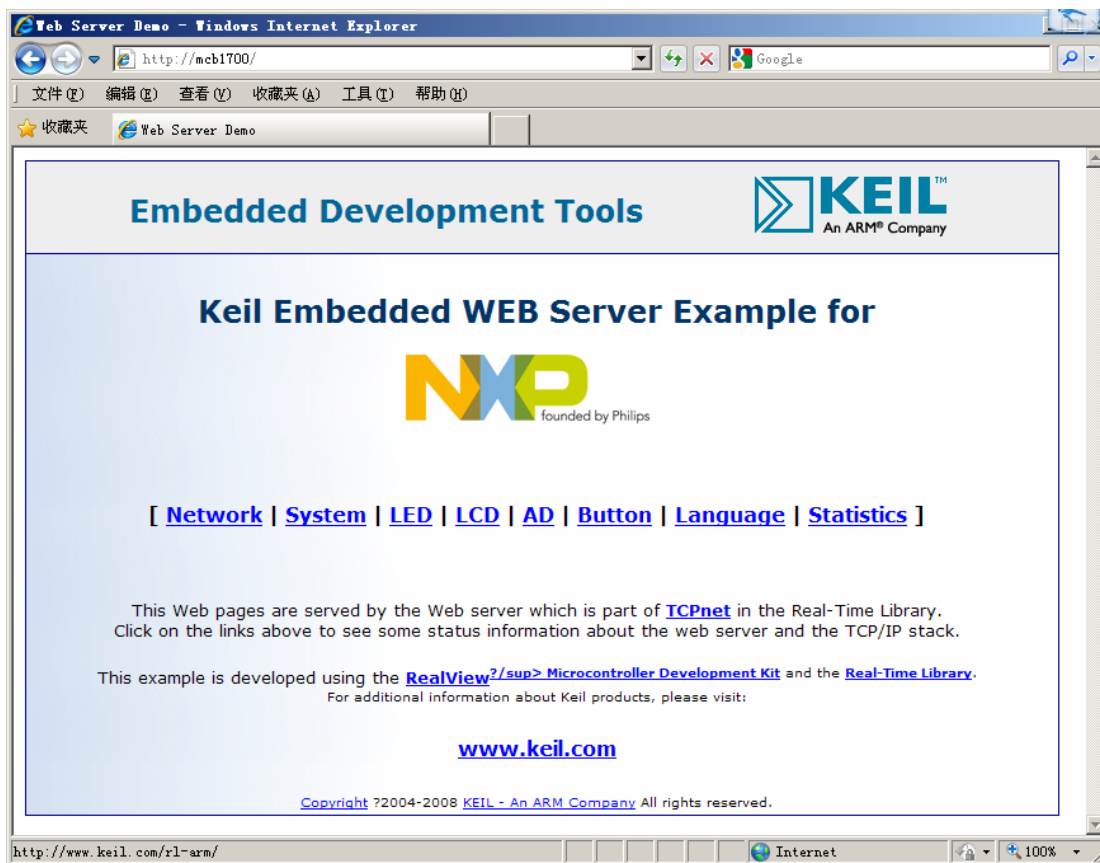 Web Server Demo - Windows Internet Explorer
http://mcb1700/
Google
文件(F) 编辑(E) 查看(V) 收藏夹(A) 工具(T) 帮助(H)
收藏夹 Web Server Demo
Embedded Development Tools
KEIL™
An ARM® Company
Keil Embedded WEB Server Example for
NXP
founded by Philips
[ Network | System | LED | LCD | AD | Button | Language | Statistics ]
This Web pages are served by the Web server which is part of TCPnet in the Real-Time Library.
Click on the links above to see some status information about the web server and the TCP/IP stack.
This example is developed using the RealView?/sup> Microcontroller Development Kit and the Real-Time Library.
For additional information about Keil products, please visit:
www.keil.com
Copyright ?2004-2008 KEIL - An ARM Company All rights reserved.
http://www.keil.com/rl-arm/ Internet 100%